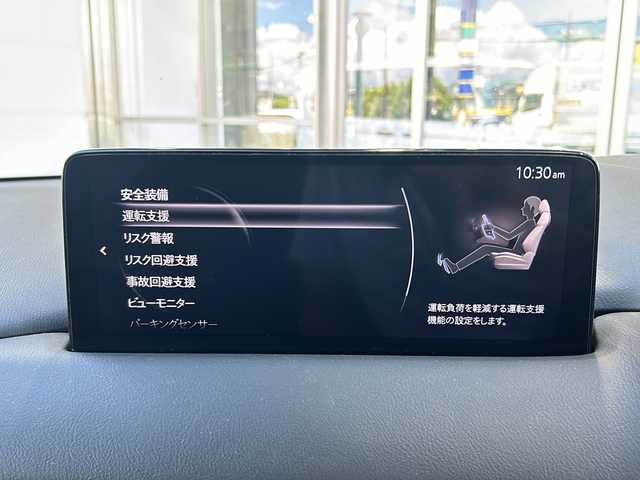 10:30am
安全装備
運転支援
リスク警報
リスク回避支援
事故回避支援
ビューモニター
パーキングセンサー
運転負荷を軽減する運転支援
機能の設定をします。